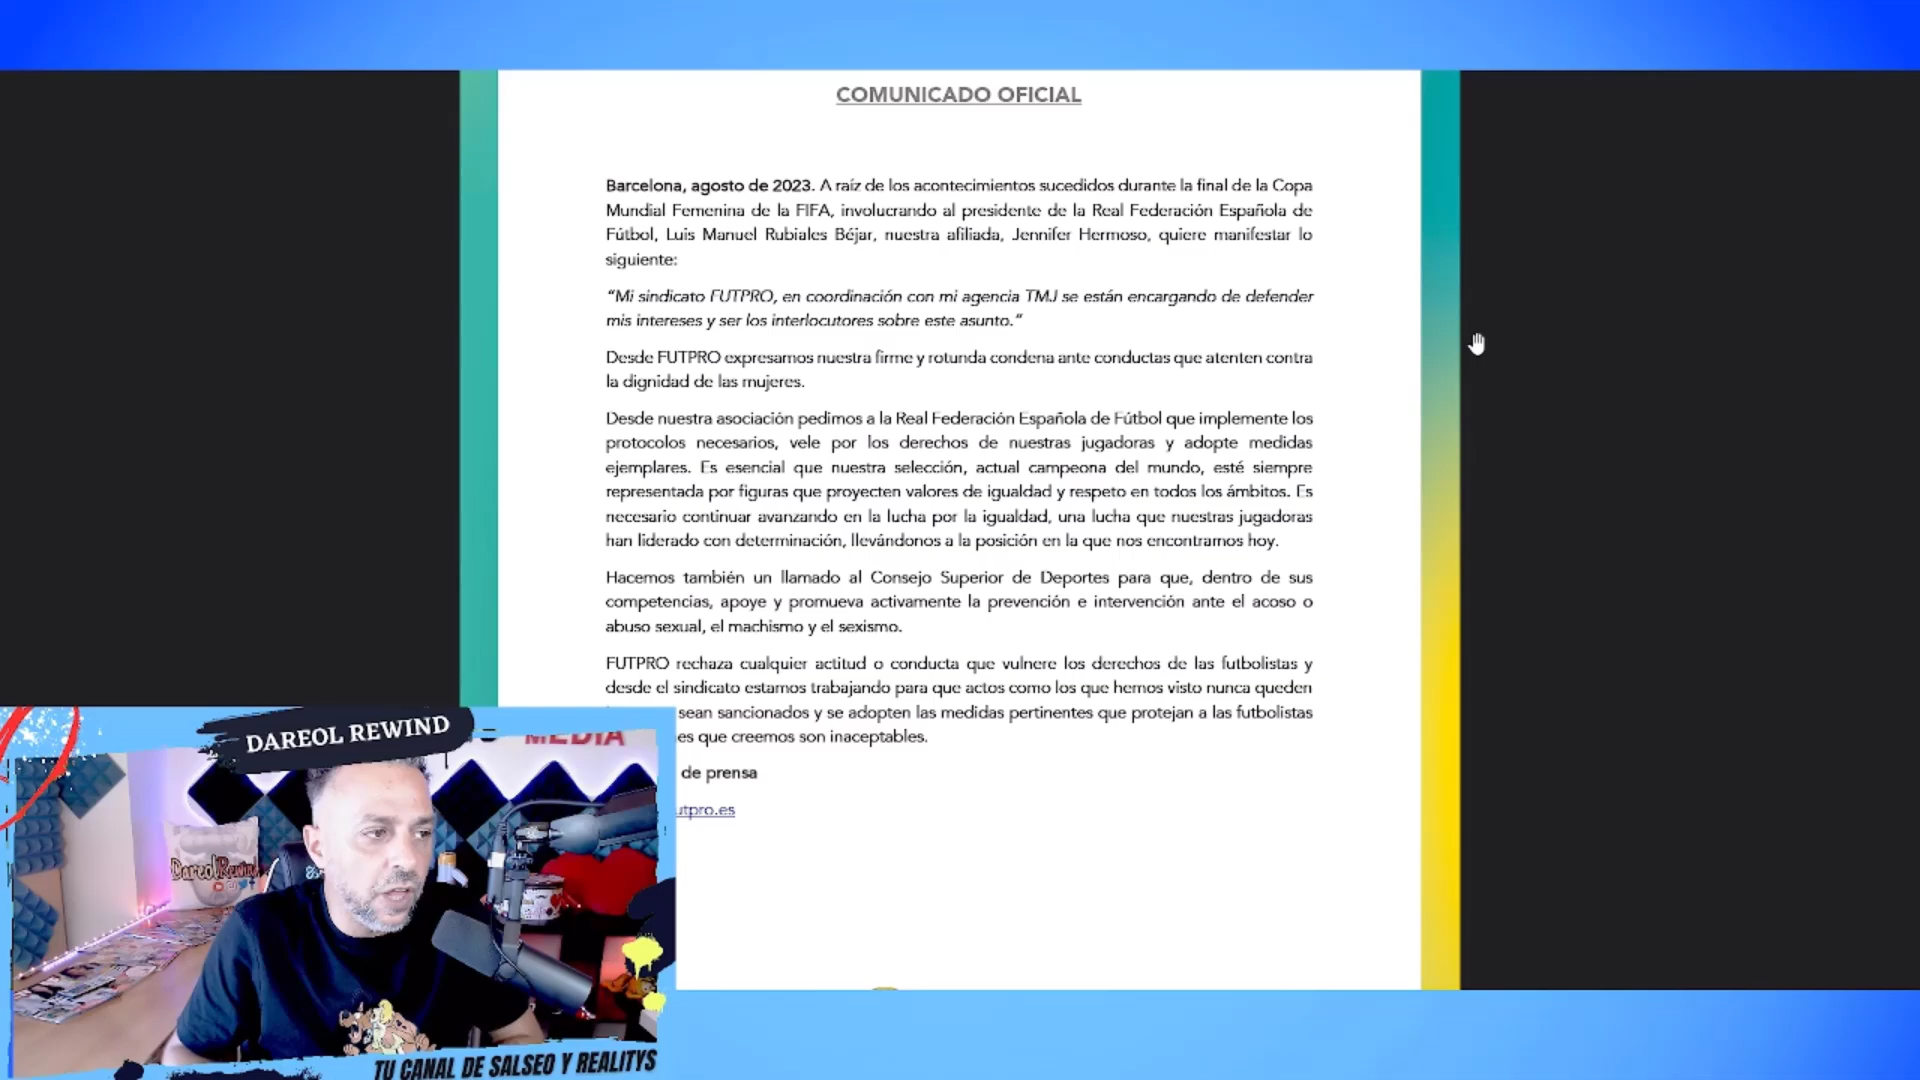 COMUNICADO OFICIAL
Barcelona, agosto de 2023. A raíz de los acontecimientos sucedidos durante la final de la Copa
Mundial Femenina de la FIFA, involucrando al presidente de la Real Federación Española de
Fútbol, Luis Manuel Rubiales Béjar, nuestra afiliada, Jennifer Hermoso, quiere manifestar lo
siguiente:
“Mi sindicato FUTPRO, en coordinación con mi agencia TMJ se están encargando de defender
mis intereses y ser los interlocutores sobre este asunto.”
Desde FUTPRO expresamos nuestra firme y rotunda condena ante conductas que atenten contra
la dignidad de las mujeres.
Desde nuestra asociación pedimos a la Real Federación Española de Fútbol que implemente los
protocolos necesarios, vele por los derechos de nuestras jugadoras y adopte medidas
ejemplares. Es esencial que nuestra selección, actual campeona del mundo, esté siempre
representada por figuras que proyecten valores de igualdad y respeto en todos los ámbitos. Es
necesario continuar avanzando en la lucha por la igualdad, una lucha que nuestras jugadoras
han liderado con determinación, llevándonos a la posición en la que nos encontramos hoy.
Hacemos también un llamado al Consejo Superior de Deportes para que, dentro de sus
competencias, apoye y promueva activamente la prevención e intervención ante el acoso o
abuso sexual, el machismo y el sexismo.
FUTPRO rechaza cualquier actitud o conducta que vulnere los derechos de las futbolistas y
desde el sindicato estamos trabajando para que actos como los que hemos visto nunca queden
sean sancionados y se adopten las medidas pertinentes que protejan a las futbolistas
es que creemos son inaceptables.
de prensa
utpro.es
DAREOL REWIND
MEDIA
DareolRewind
TU CANAL DE SALSEO Y REALITYS